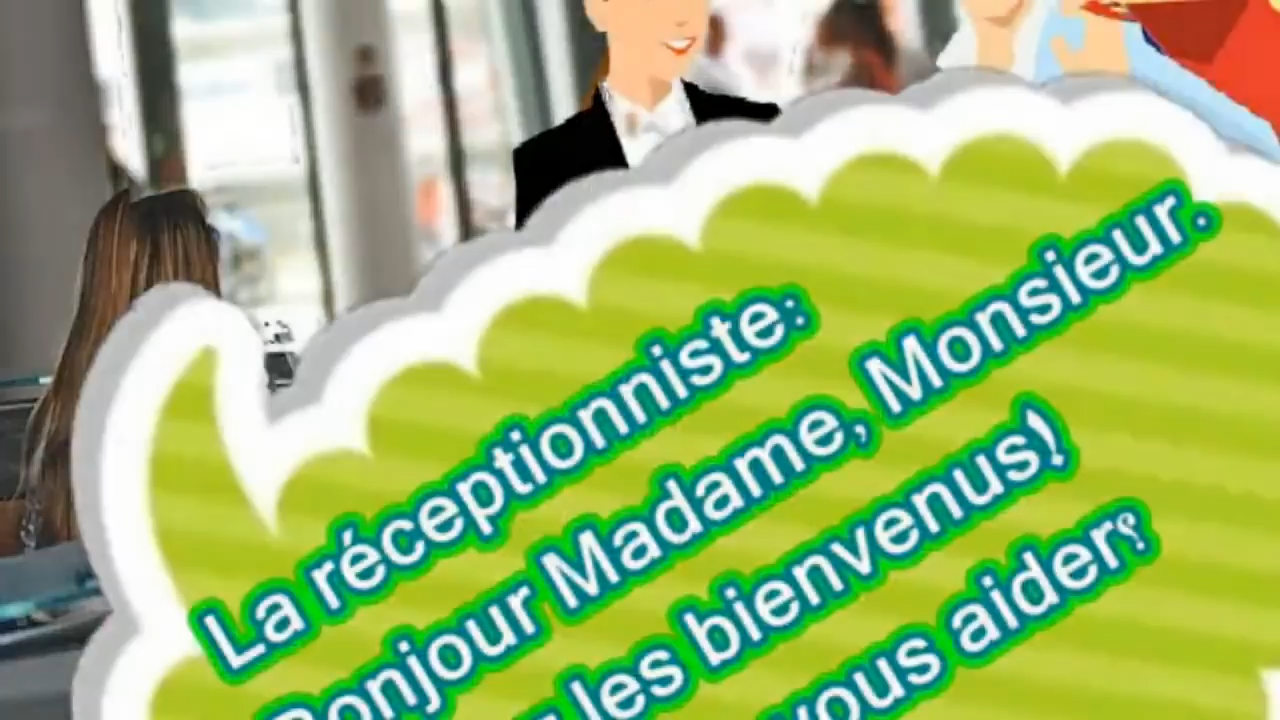 La réceptionniste:
Bonjour Madame, Monsieur.
les bienvenus!
vous aider?